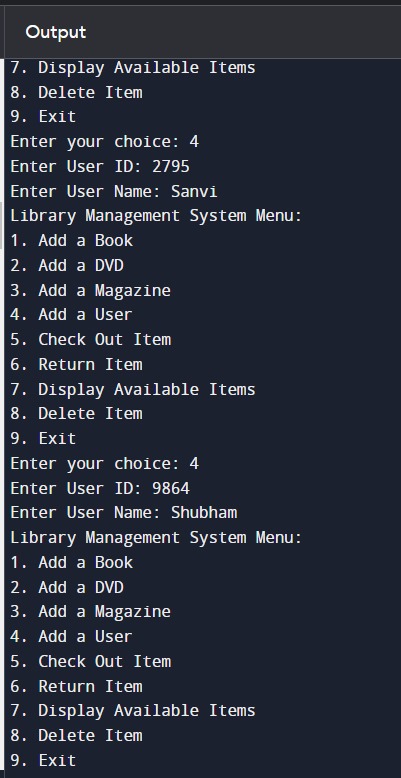 Output
7. Display Available Items
8. Delete Item
9. Exit
Enter your choice: 4
Enter User ID: 2795
Enter User Name: Sanvi
Library Management System Menu:
1. Add a Book
2. Add a DVD
3. Add a Magazine
4. Add a User
5. Check Out Item
6. Return Item
7. Display Available Items
8. Delete Item
9. Exit
Enter your choice: 4
Enter User ID: 9864
Enter User Name: Shubham
Library Management System Menu:
1. Add a Book
2. Add a DVD
3. Add a Magazine
4. Add a User
5. Check Out Item
6. Return Item
7. Display Available Items
8. Delete Item
9. Exit